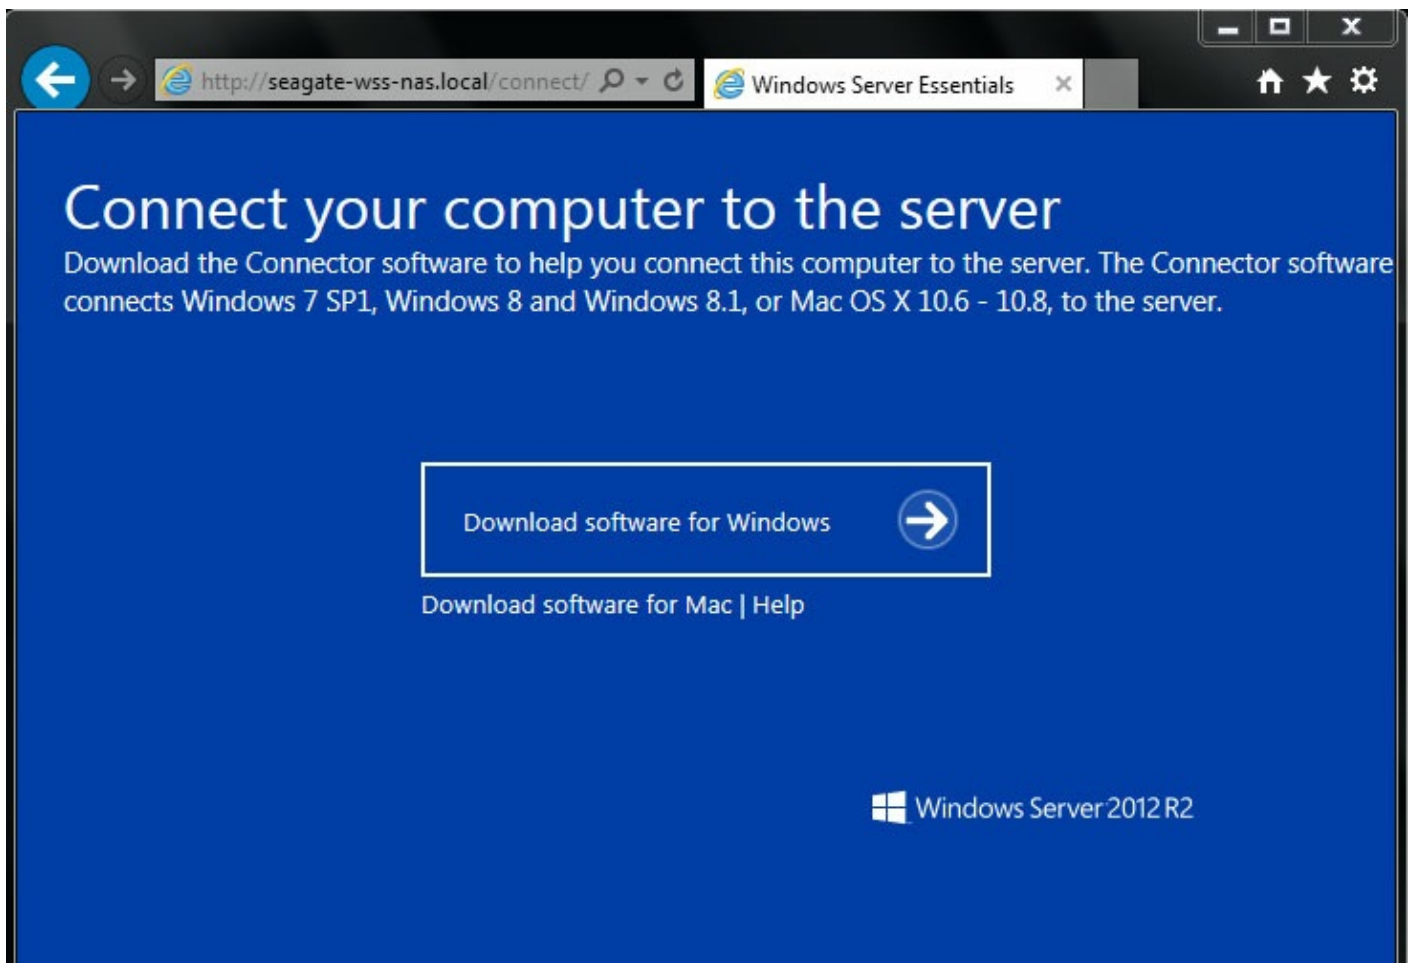 http://seagate-wss-nas.local/connect/
Windows Server Essentials
Connect your computer to the server
Download the Connector software to help you connect this computer to the server. The Connector software
connects Windows 7 SP1, Windows 8 and Windows 8.1, or Mac OS X 10.6 - 10.8, to the server.
Download software for Windows
Download software for Mac | Help
Windows Server 2012 R2